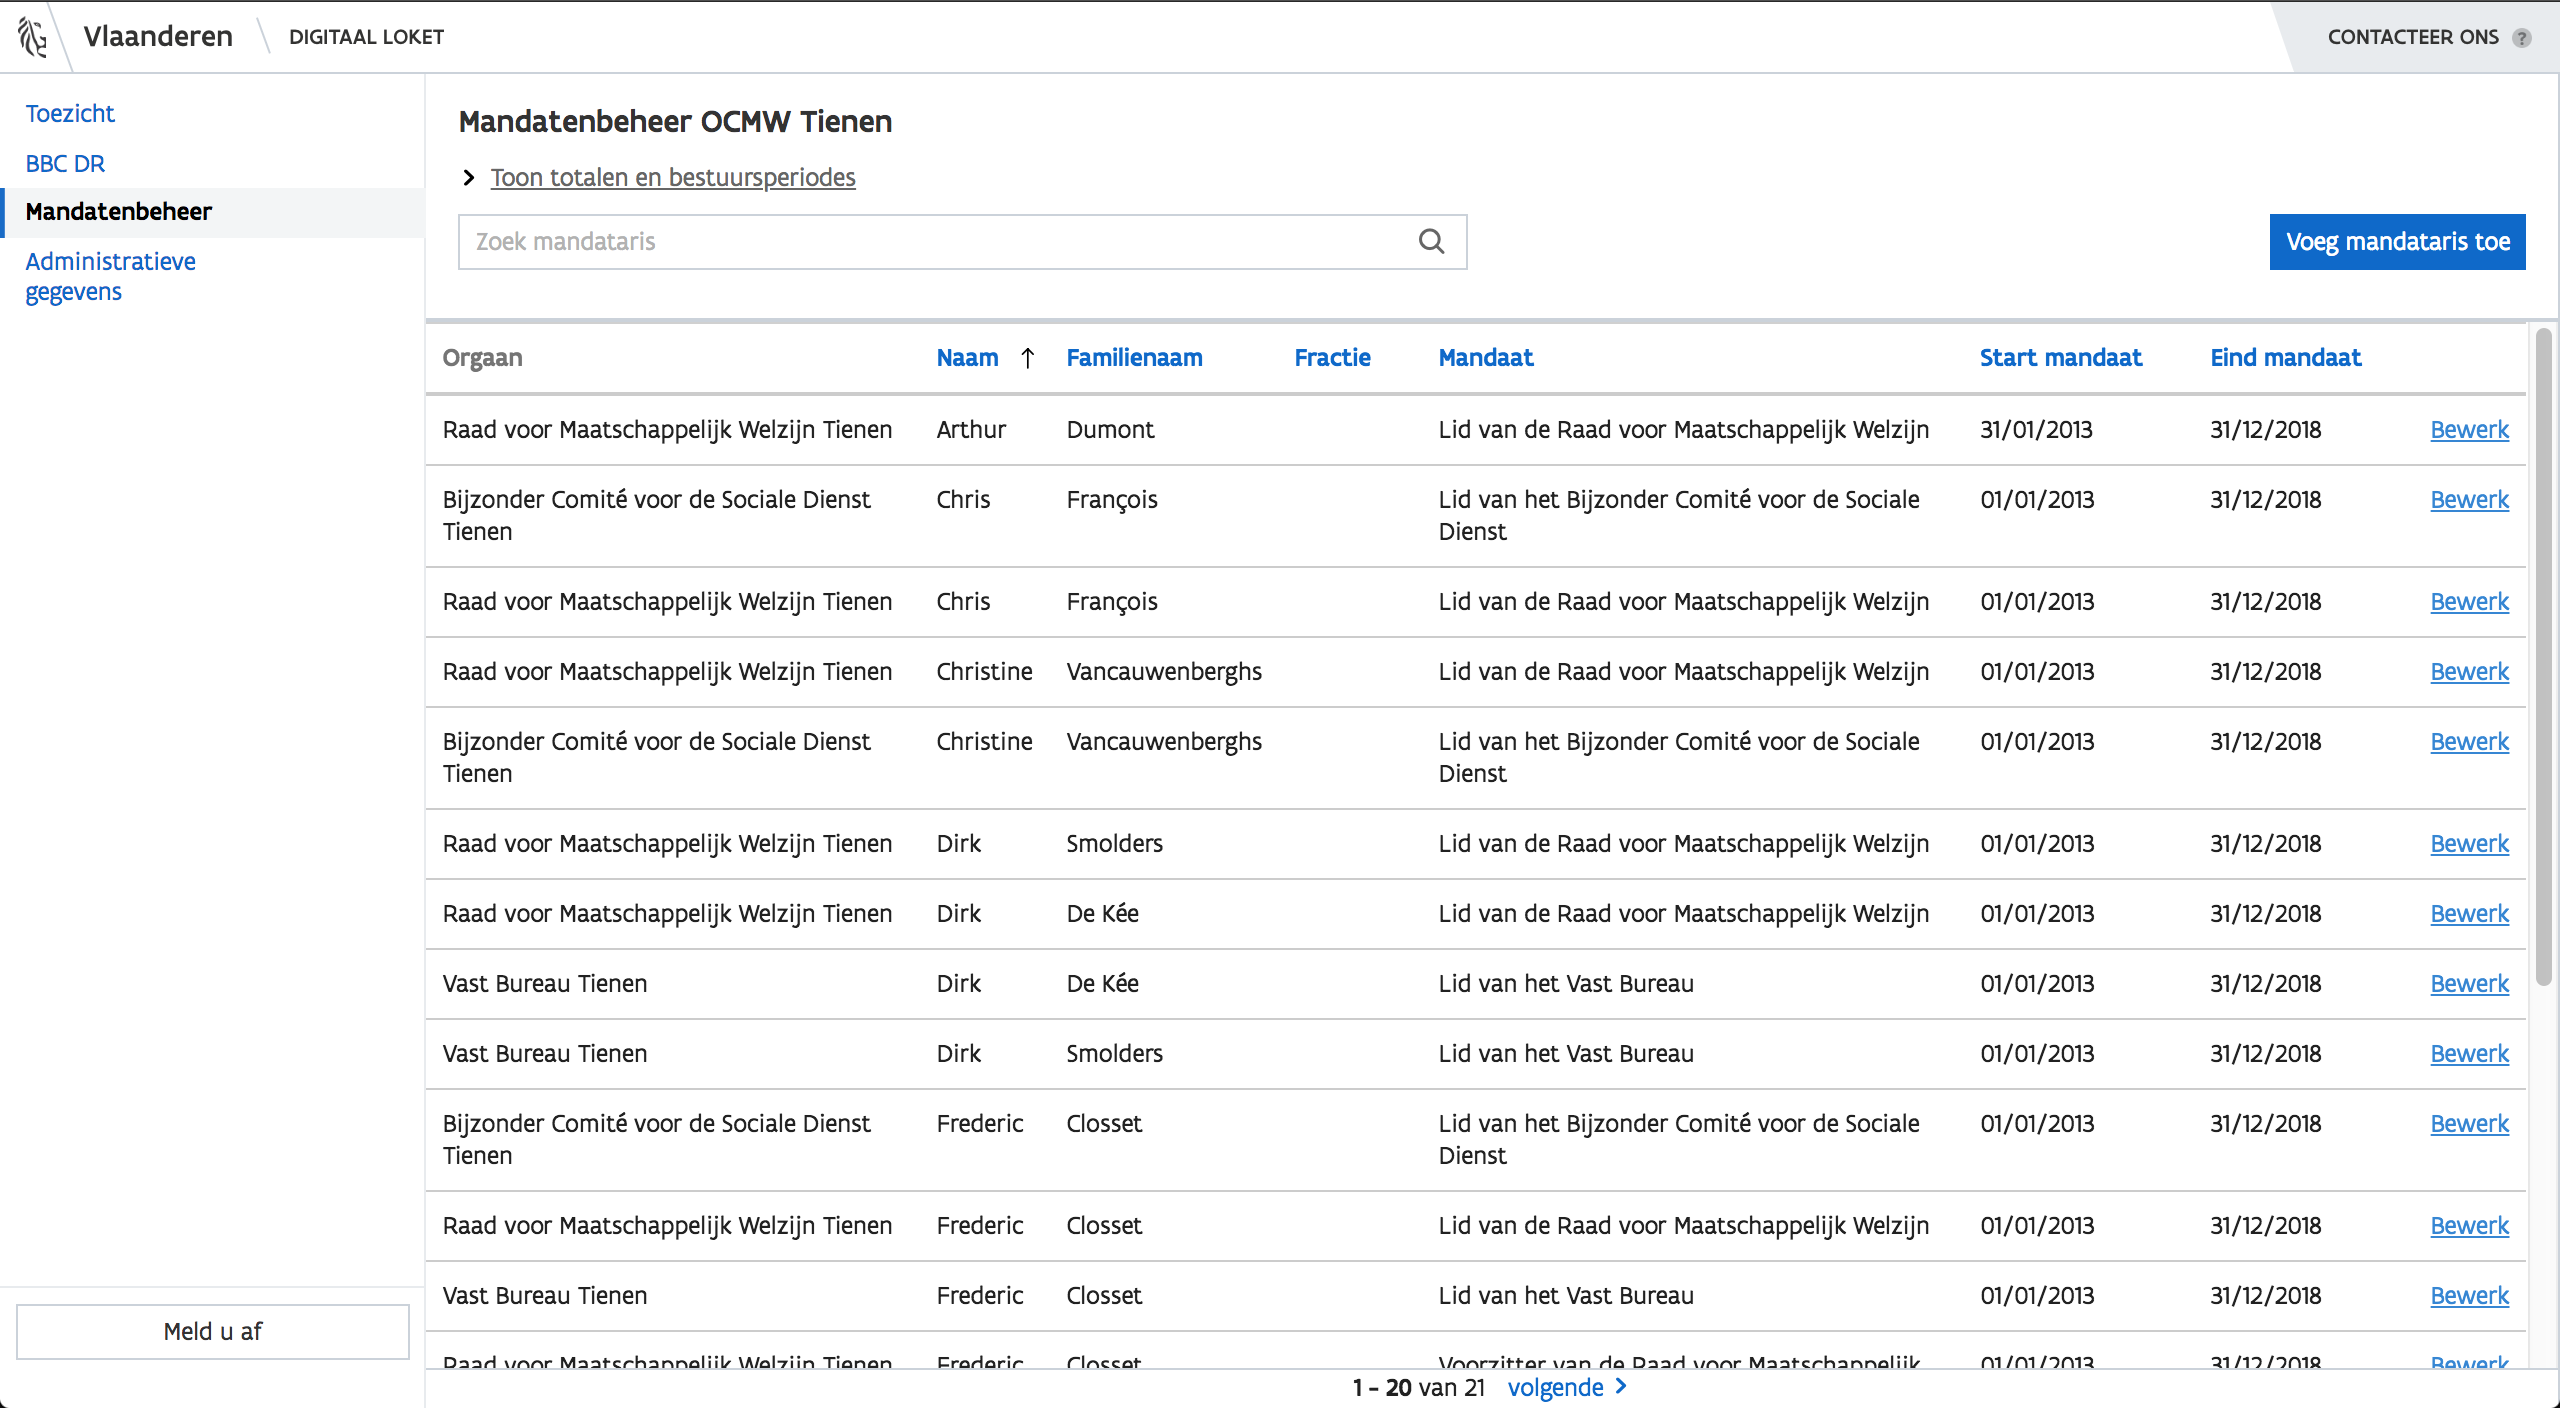 Vlaanderen DIGITAAL LOKET CONTACTEER ONS ?
Toezicht
BBC DR
Mandatenbeheer
Administratieve
gegevens
Meld u af
Mandatenbeheer OCMW Tienen
Toon totalen en bestuursperiodes
Zoek mandataris
Voeg mandataris toe
Orgaan Naam ↑ Familienaam Fractie Mandaat Start mandaat Eind mandaat
Raad voor Maatschappelijk Welzijn Tienen Arthur Dumont Lid van de Raad voor Maatschappelijk Welzijn 31/01/2013 31/12/2018 Bewerk
Bijzonder Comité voor de Sociale Dienst Chris François Lid van het Bijzonder Comité voor de Sociale 01/01/2013 31/12/2018 Bewerk
Tienen Dienst
Raad voor Maatschappelijk Welzijn Tienen Chris François Lid van de Raad voor Maatschappelijk Welzijn 01/01/2013 31/12/2018 Bewerk
Raad voor Maatschappelijk Welzijn Tienen Christine Vancauwenberghs Lid van de Raad voor Maatschappelijk Welzijn 01/01/2013 31/12/2018 Bewerk
Bijzonder Comité voor de Sociale Dienst Christine Vancauwenberghs Lid van het Bijzonder Comité voor de Sociale 01/01/2013 31/12/2018 Bewerk
Tienen Dienst
Raad voor Maatschappelijk Welzijn Tienen Dirk Smolders Lid van de Raad voor Maatschappelijk Welzijn 01/01/2013 31/12/2018 Bewerk
Raad voor Maatschappelijk Welzijn Tienen Dirk De Kée Lid van de Raad voor Maatschappelijk Welzijn 01/01/2013 31/12/2018 Bewerk
Vast Bureau Tienen Dirk De Kée Lid van het Vast Bureau 01/01/2013 31/12/2018 Bewerk
Vast Bureau Tienen Dirk Smolders Lid van het Vast Bureau 01/01/2013 31/12/2018 Bewerk
Bijzonder Comité voor de Sociale Dienst Frederic Closset Lid van het Bijzonder Comité voor de Sociale 01/01/2013 31/12/2018 Bewerk
Tienen Dienst
Raad voor Maatschappelijk Welzijn Tienen Frederic Closset Lid van de Raad voor Maatschappelijk Welzijn 01/01/2013 31/12/2018 Bewerk
Vast Bureau Tienen Frederic Closset Lid van het Vast Bureau 01/01/2013 31/12/2018 Bewerk
Raad voor Maatschappelijk Welzijn Tienen Frederic Closset Voorzitter van de Raad voor Maatschappelijk 01/01/2013 31/12/2018 Bewerk
1 - 20 van 21 volgende